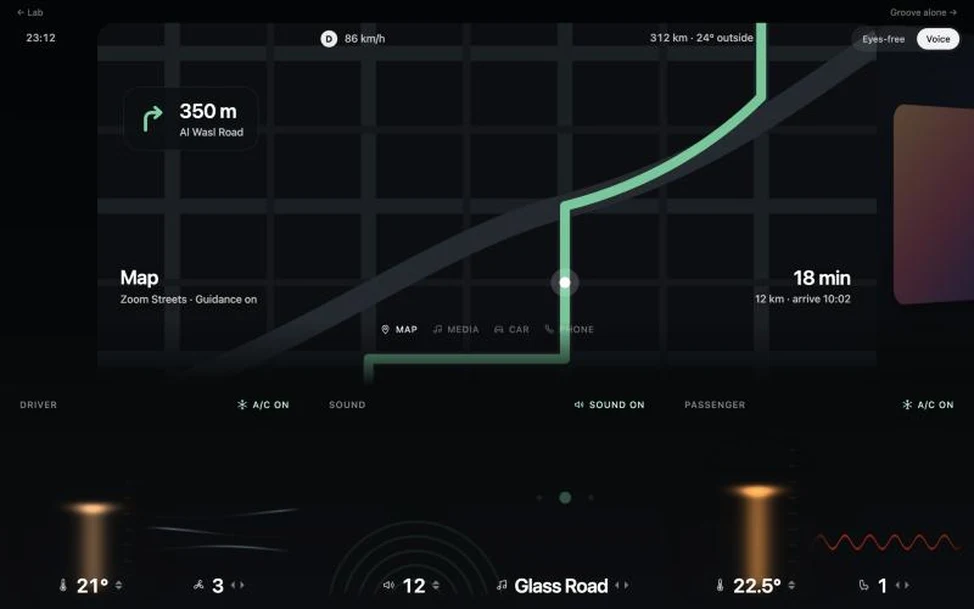 ← Lab
Groove alone →
23:12
D 86 km/h
312 km · 24° outside
Eyes-free
Voice
350 m
Al Wasl Road
Map
Zoom Streets · Guidance on
18 min
12 km · arrive 10:02
MAP
MEDIA
CAR
PHONE
DRIVER
A/C ON
SOUND
SOUND ON
PASSENGER
A/C ON
21°
3
12
Glass Road
22.5°
1